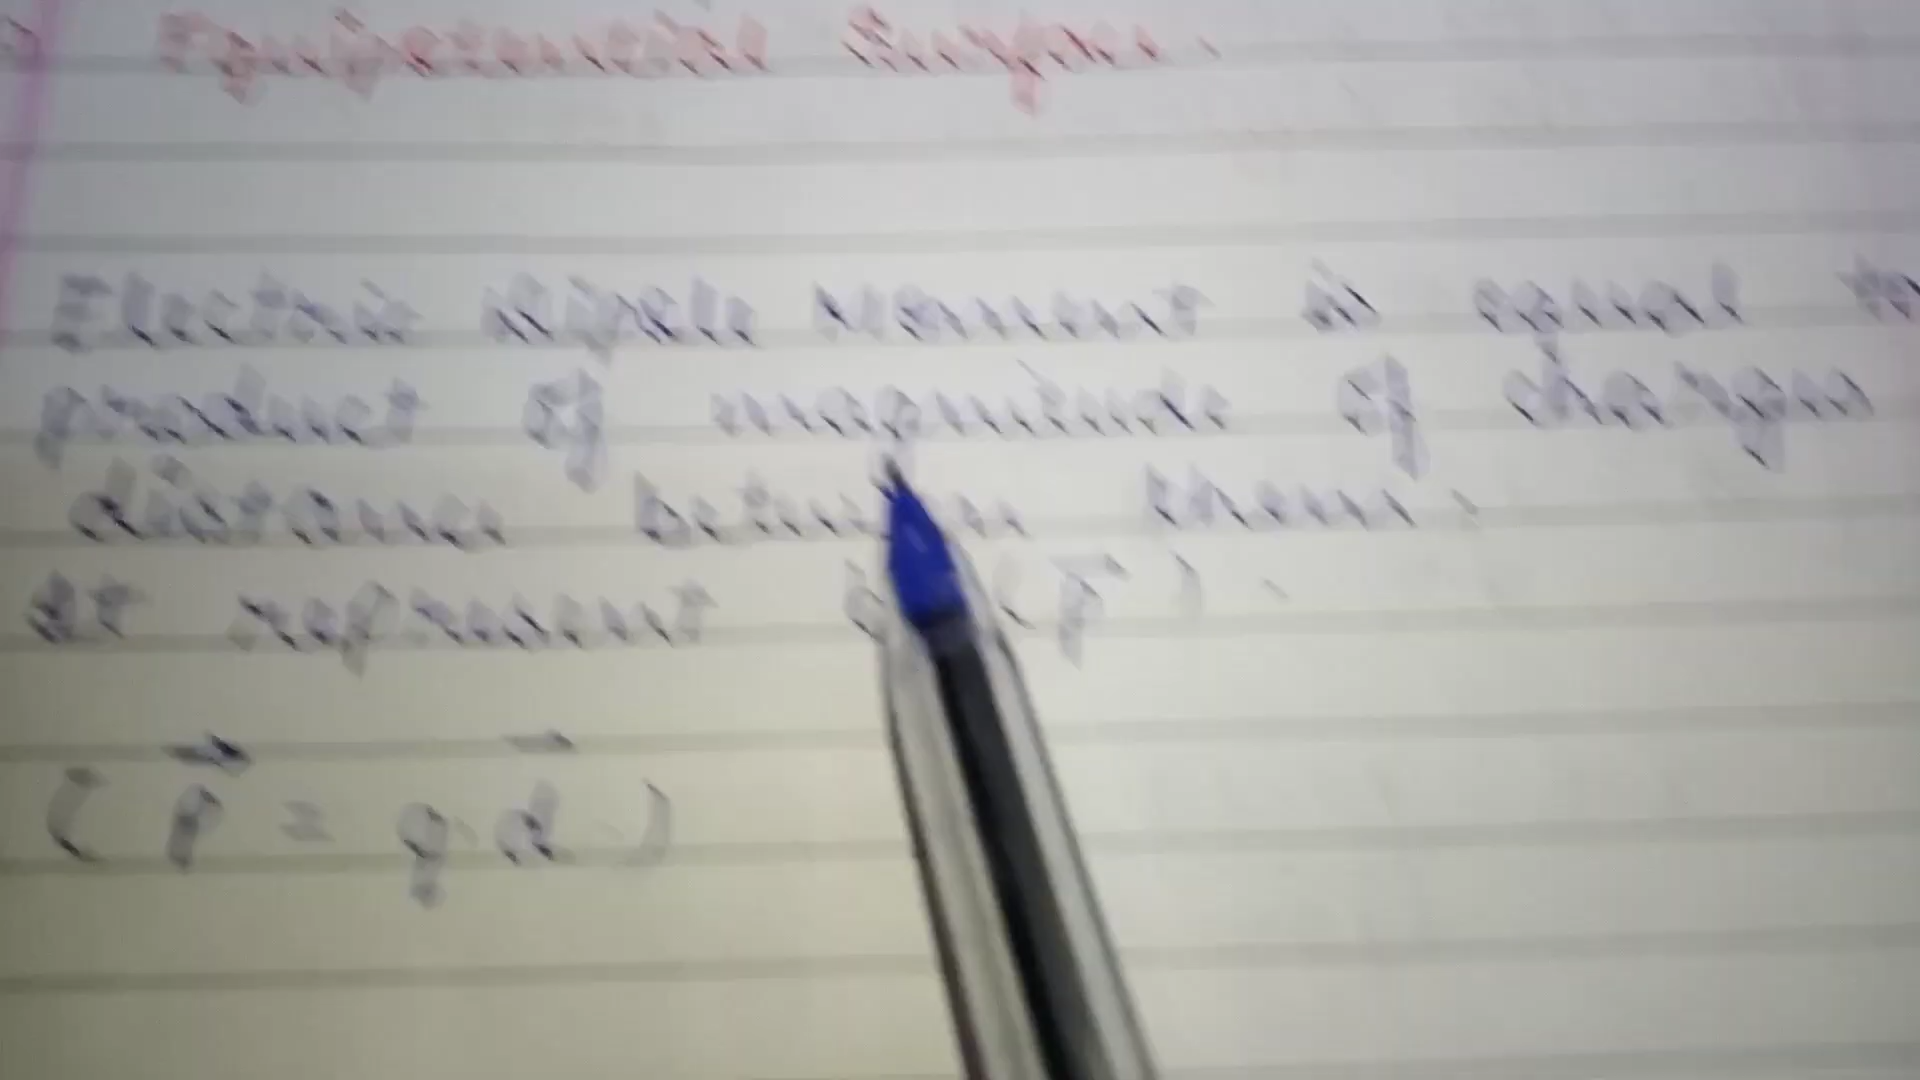 Equipotential Surface.
Electric dipole Moment is equal to
product of magnitude of charges
distance between them.
It represent by (P).
(P = q.d)